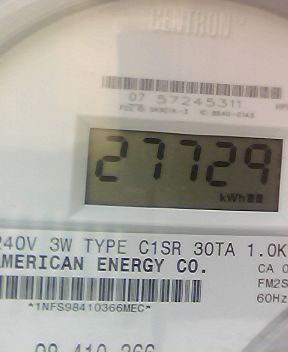 CENTRON
07 57245311
27729
kWh
240V 3W TYPE C1SR 30TA 1.0K
AMERICAN ENERGY CO.
CA 0
FM2S
60Hz
*1NFS98410366MEC*